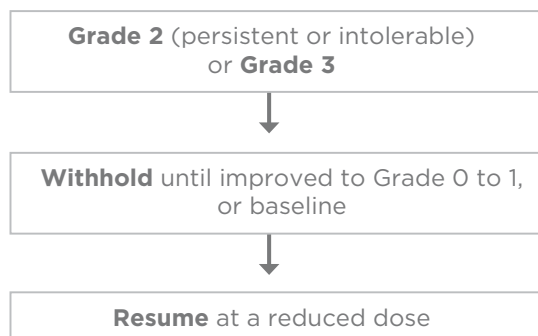 Grade 2 (persistent or intolerable)
or Grade 3
Withhold until improved to Grade 0 to 1,
or baseline
Resume at a reduced dose